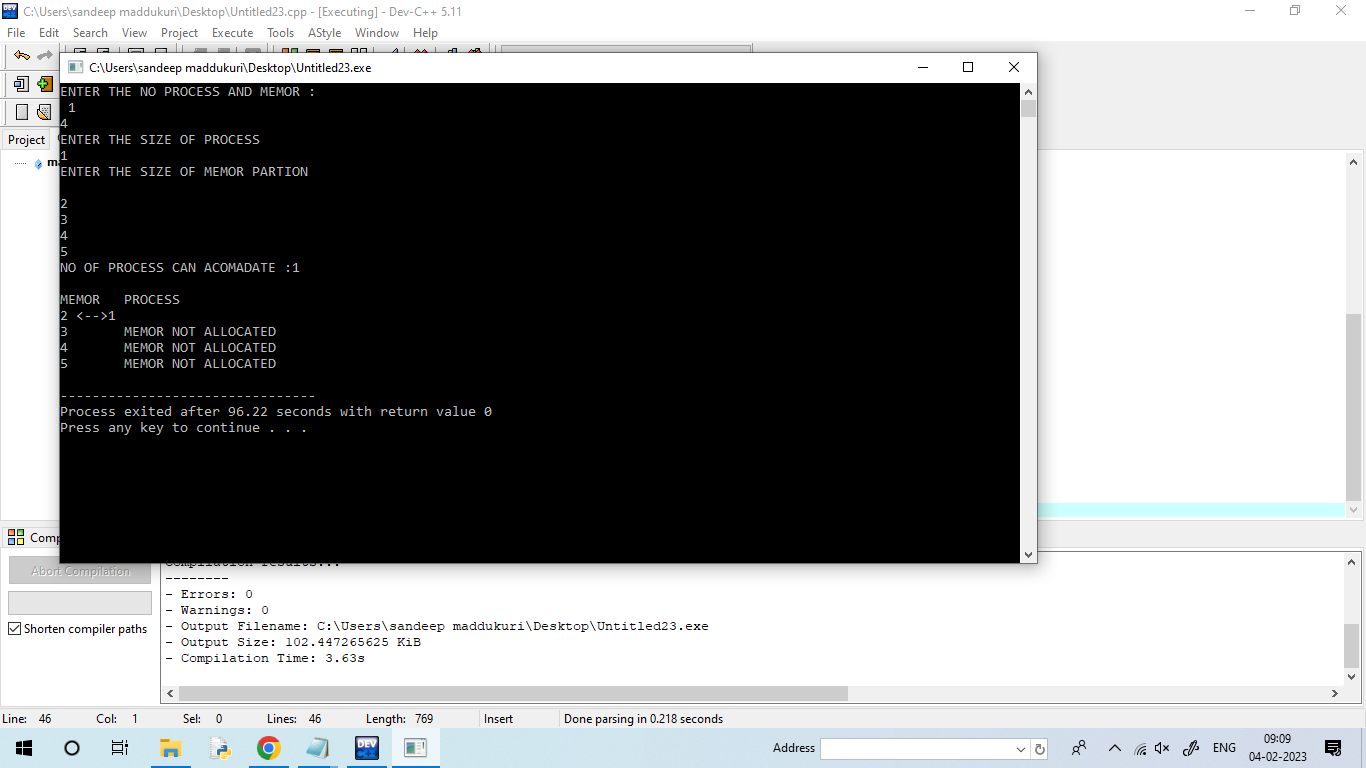 C:\Users\sandeep maddukuri\Desktop\Untitled23.cpp - [Executing] - Dev-C++ 5.11
File Edit Search View Project Execute Tools AStyle Window Help
C:\Users\sandeep maddukuri\Desktop\Untitled23.exe
ENTER THE NO PROCESS AND MEMOR :
1
4
ENTER THE SIZE OF PROCESS
1
ENTER THE SIZE OF MEMOR PARTION
2
3
4
5
NO OF PROCESS CAN ACOMADATE :1
MEMOR PROCESS
2 <-->1
3 MEMOR NOT ALLOCATED
4 MEMOR NOT ALLOCATED
5 MEMOR NOT ALLOCATED
--------------------------------
Process exited after 96.22 seconds with return value 0
Press any key to continue . . .
Project
Comp
Abort Compilation
Shorten compiler paths
Compilation results...
--------
- Errors: 0
- Warnings: 0
- Output Filename: C:\Users\sandeep maddukuri\Desktop\Untitled23.exe
- Output Size: 102.447265625 KiB
- Compilation Time: 3.63s
Line: 46 Col: 1 Sel: 0 Lines: 46 Length: 769 Insert Done parsing in 0.218 seconds
DEV
Address
ENG
09:09
04-02-2023